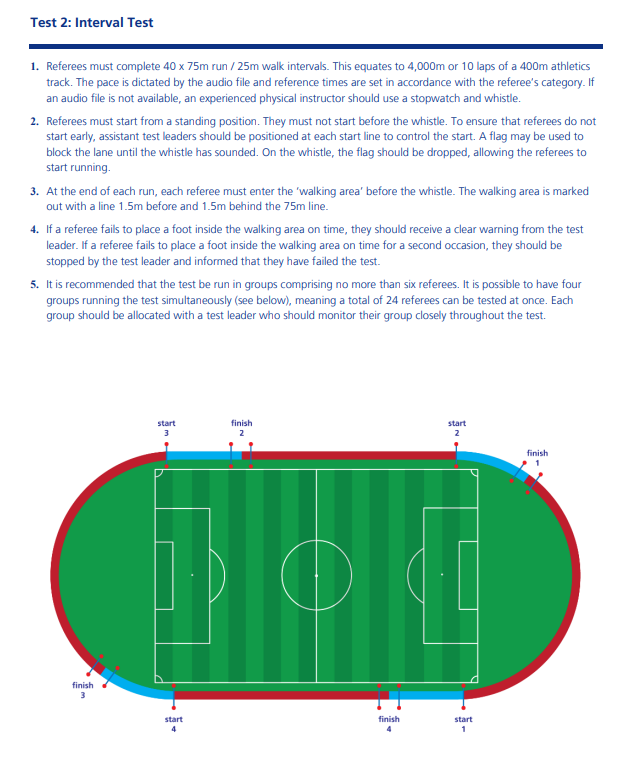 Test 2: Interval Test
1. Referees must complete 40 x 75m run / 25m walk intervals. This equates to 4,000m or 10 laps of a 400m athletics
track. The pace is dictated by the audio file and reference times are set in accordance with the referee's category. If
an audio file is not available, an experienced physical instructor should use a stopwatch and whistle.
2. Referees must start from a standing position. They must not start before the whistle. To ensure that referees do not
start early, assistant test leaders should be positioned at each start line to control the start. A flag may be used to
block the lane until the whistle has sounded. On the whistle, the flag should be dropped, allowing the referees to
start running.
3. At the end of each run, each referee must enter the 'walking area' before the whistle. The walking area is marked
out with a line 1.5m before and 1.5m behind the 75m line.
4. If a referee fails to place a foot inside the walking area on time, they should receive a clear warning from the test
leader. If a referee fails to place a foot inside the walking area on time for a second occasion, they should be
stopped by the test leader and informed that they have failed the test.
5. It is recommended that the test be run in groups comprising no more than six referees. It is possible to have four
groups running the test simultaneously (see below), meaning a total of 24 referees can be tested at once. Each
group should be allocated with a test leader who should monitor their group closely throughout the test.
start
3
finish
2
start
2
finish
1
finish
3
start
4
finish
4
start
1